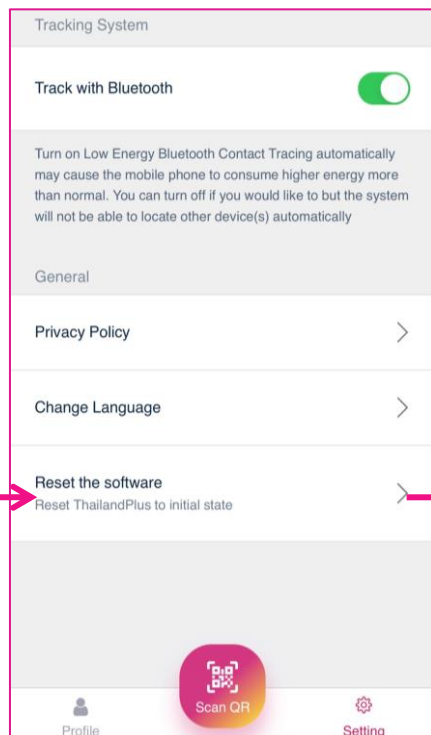 Tracking System
Track with Bluetooth
Turn on Low Energy Bluetooth Contact Tracing automatically
may cause the mobile phone to consume higher energy more
than normal. You can turn off if you would like to but the system
will not be able to locate other device(s) automatically
General
Privacy Policy
Change Language
Reset the software
Reset ThailandPlus to initial state
Scan QR
Profile
Setting